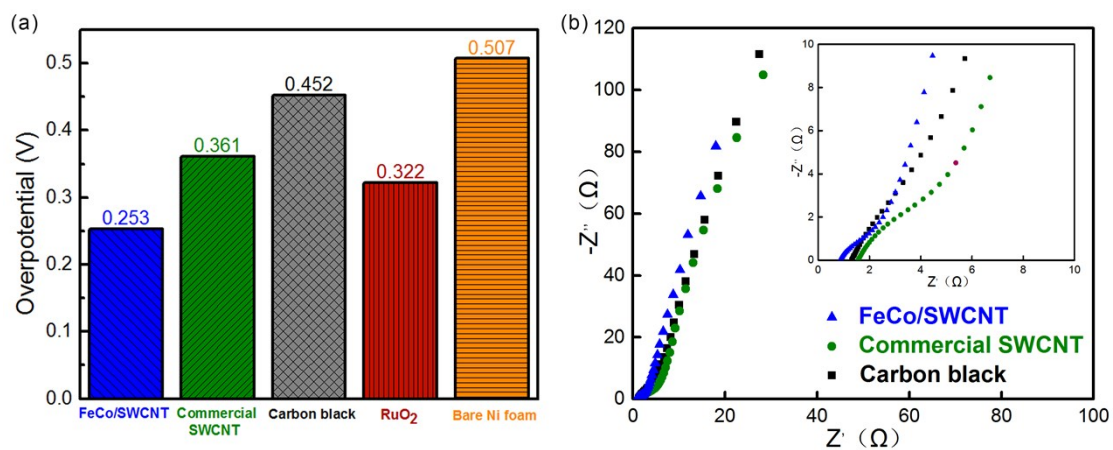 (a)
Overpotential (V)
0.5
0.4
0.3
0.2
0.1
0.0
0.253
0.361
0.452
0.322
0.507
FeCo/SWCNT
Commercial
SWCNT
Carbon black
RuO₂
Bare Ni foam
(b)
-Z'' (Ω)
-120
100
80
60
40
20
0
0
20
40
60
80
100
Z' (Ω)
-Z'' (Ω)
10
8
6
4
2
0
0
2
4
6
8
10
Z' (Ω)
FeCo/SWCNT
Commercial SWCNT
Carbon black